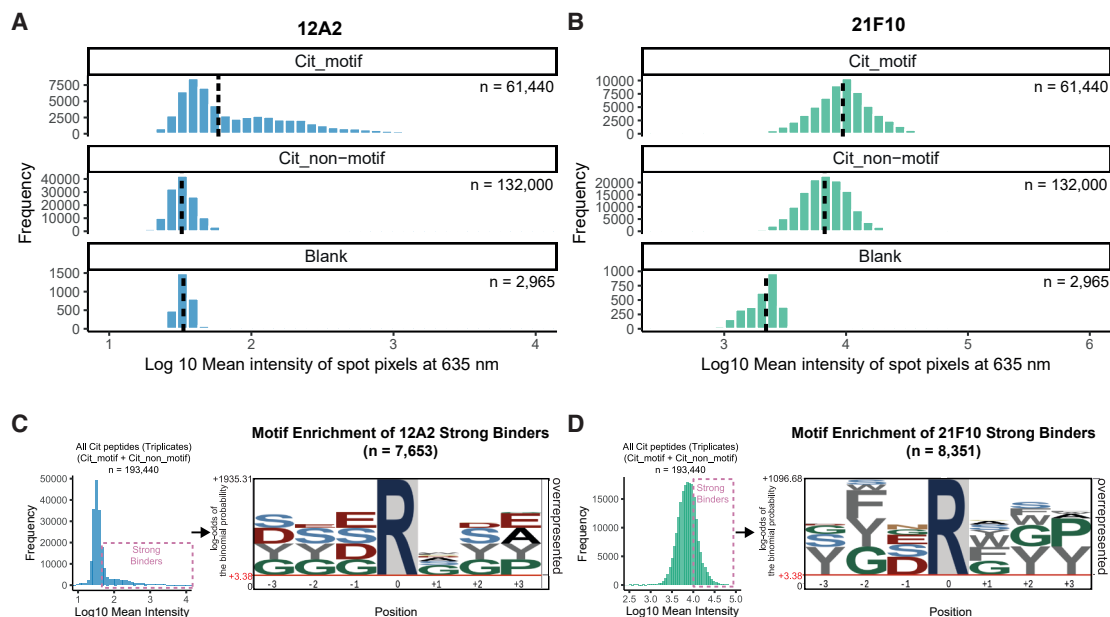 A
12A2
Cit_motif
n = 61,440
7500
5000
2500
0
Cit_non−motif
n = 132,000
40000
30000
20000
10000
0
Blank
n = 2,965
1500
1000
500
0
Frequency
1 2 3 4
Log 10 Mean intensity of spot pixels at 635 nm
B
21F10
Cit_motif
n = 61,440
10000
7500
5000
2500
0
Cit_non−motif
n = 132,000
20000
15000
10000
5000
0
Blank
n = 2,965
1000
750
500
250
0
Frequency
3 4 5 6
Log10 Mean intensity of spot pixels at 635 nm
C
All Cit peptides (Triplicates)
(Cit_motif + Cit_non_motif)
n = 193,440
50000
40000
30000
20000
10000
0
Frequency
Strong
Binders
1 2 3 4
Log10 Mean Intensity
Motif Enrichment of 12A2 Strong Binders
(n = 7,653)
+1935.31
log-odds of
the binomial probability
+3.38
0
S D Y G
S Y G
E S D G
R
G
D S Y G
E A Y G
-3 -2 -1 0 +1 +2 +3
Position
overrepresented
D
All Cit peptides (Triplicates)
(Cit_motif + Cit_non_motif)
n = 193,440
15000
10000
5000
0
Frequency
Strong
Binders
2.5 3.0 3.5 4.0 4.5 5.0
Log10 Mean Intensity
Motif Enrichment of 21F10 Strong Binders
(n = 8,351)
+1096.68
log-odds of
the binomial probability
+3.38
0
S Y
W F Y G
G E S D
R
S W F G
S F W G Y
A P Y
-3 -2 -1 0 +1 +2 +3
Position
overrepresented